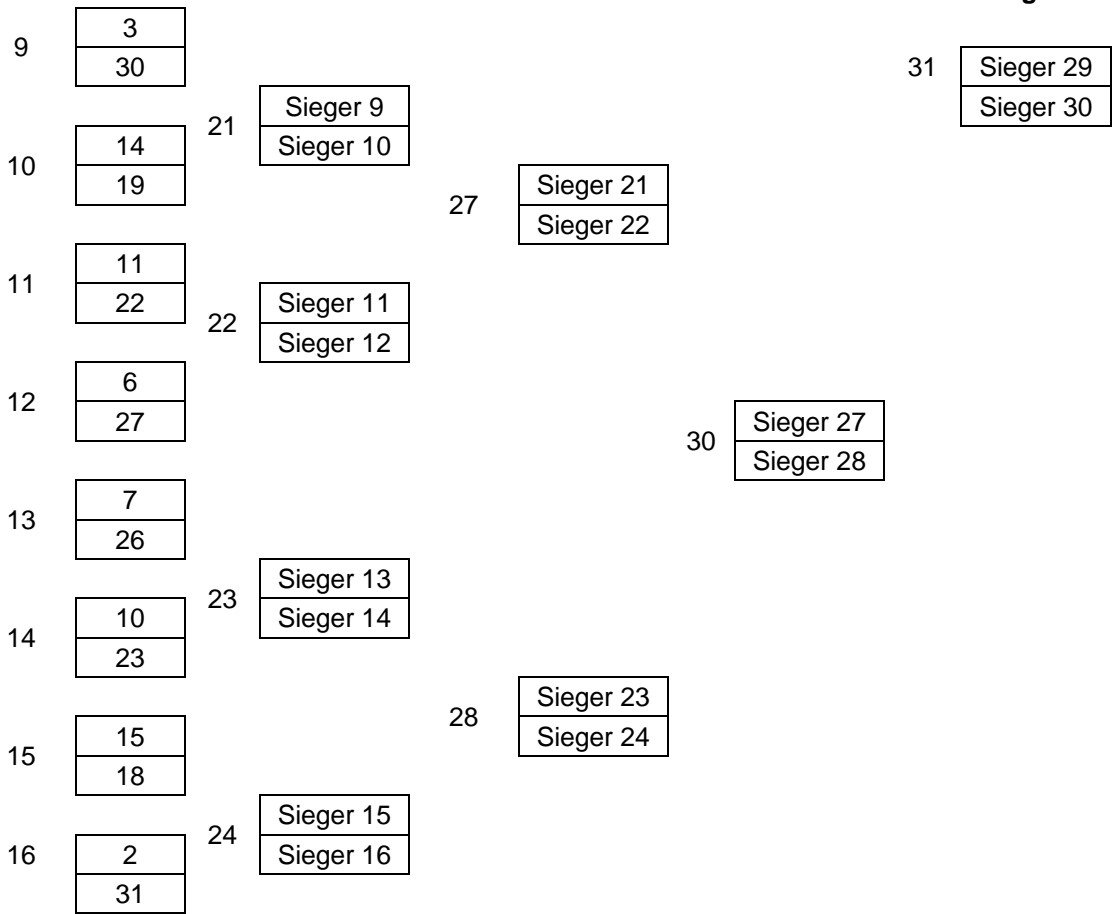 9
3
30
31
Sieger 29
Sieger 30
21
Sieger 9
Sieger 10
10
14
19
27
Sieger 21
Sieger 22
11
11
22
22
Sieger 11
Sieger 12
12
6
27
30
Sieger 27
Sieger 28
13
7
26
23
Sieger 13
Sieger 14
14
10
23
28
Sieger 23
Sieger 24
15
15
18
24
Sieger 15
Sieger 16
16
2
31